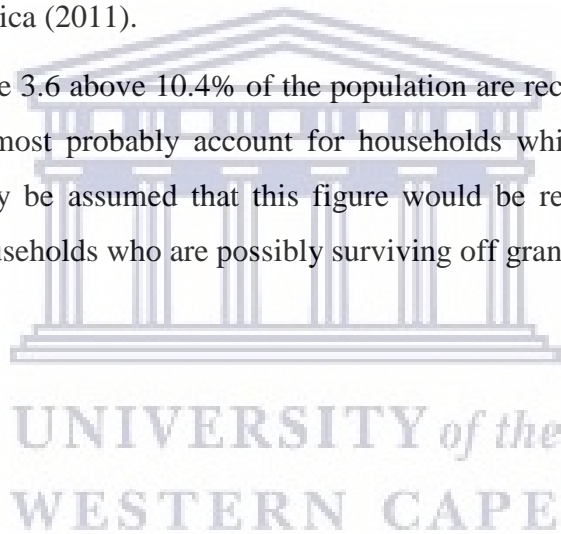 ica (2011).
e 3.6 above 10.4% of the population are rec
most probably account for households whi
y be assumed that this figure would be re
useholds who are possibly surviving off gran
UNIVERSITY of the
WESTERN CAPE